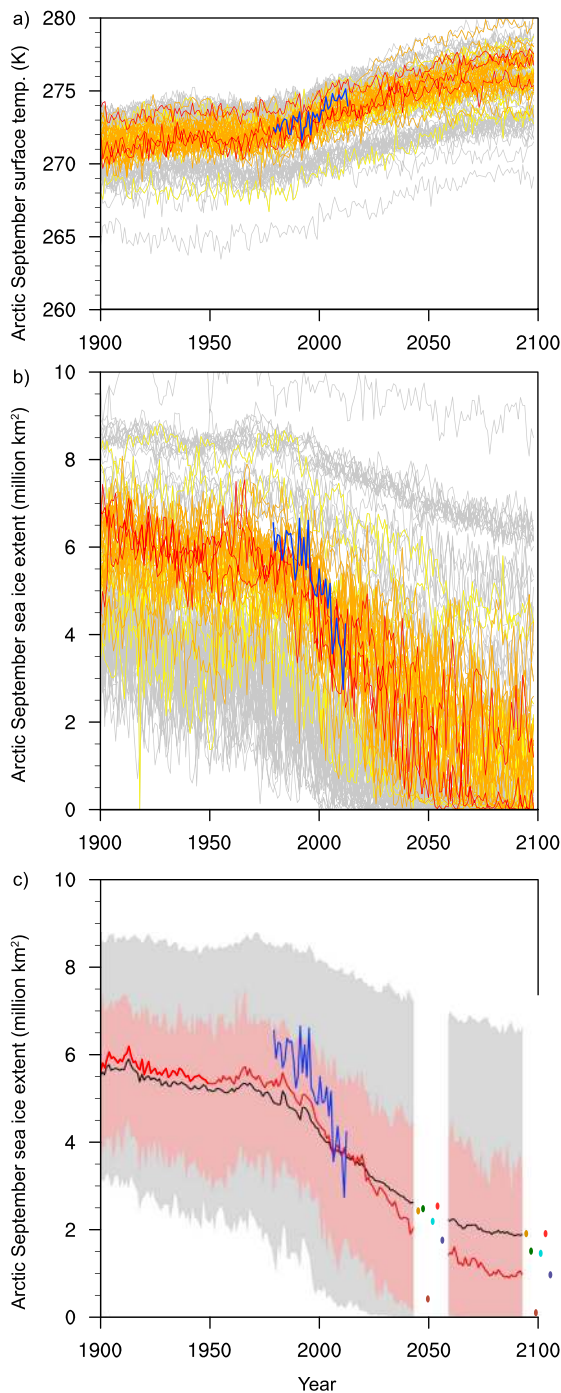 a)
Arctic September surface temp. (K)
280
275
270
265
260
1900 1950 2000 2050 2100
b)
Arctic September sea ice extent (million km²)
10
8
6
4
2
0
1900 1950 2000 2050 2100
c)
Arctic September sea ice extent (million km²)
10
8
6
4
2
0
1900 1950 2000 2050 2100
Year